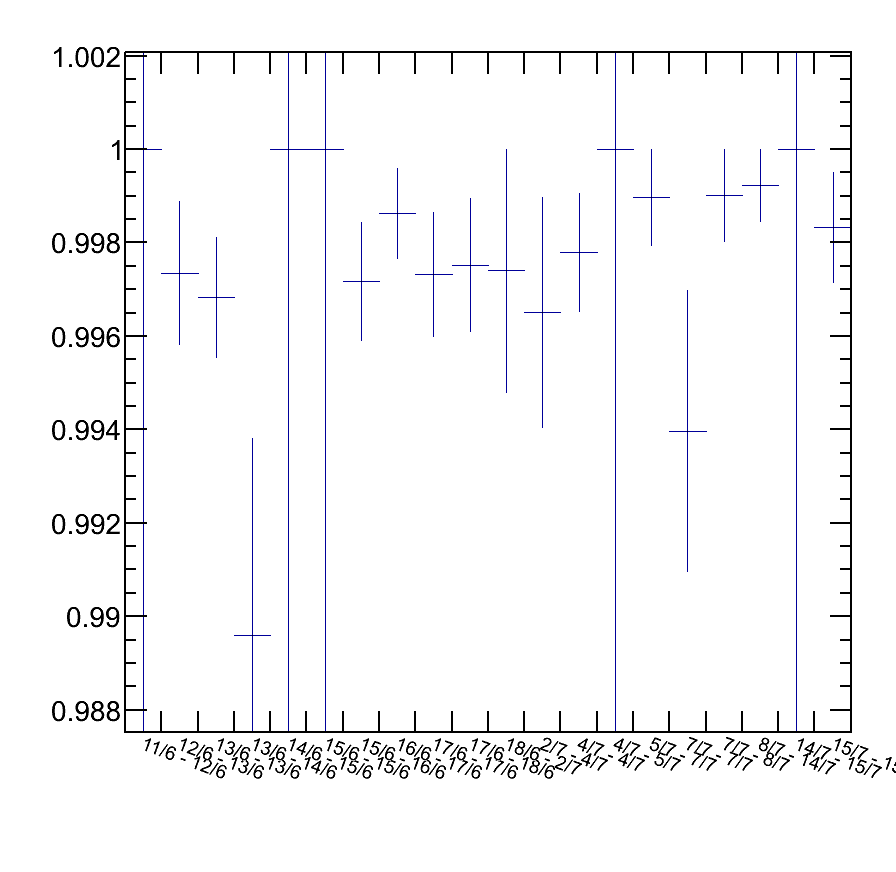 1.002
1
0.998
0.996
0.994
0.992
0.99
0.988
11/6 - 12/6
12/6 - 13/6
13/6 - 13/6
13/6 - 14/6
14/6 - 15/6
15/6 - 15/6
15/6 - 16/6
16/6 - 17/6
17/6 - 17/6
17/6 - 18/6
18/6 - 2/7
2/7 - 4/7
4/7 - 4/7
4/7 - 5/7
5/7 - 7/7
7/7 - 7/7
7/7 - 8/7
8/7 - 14/7
14/7 - 15/7
15/7 - 15